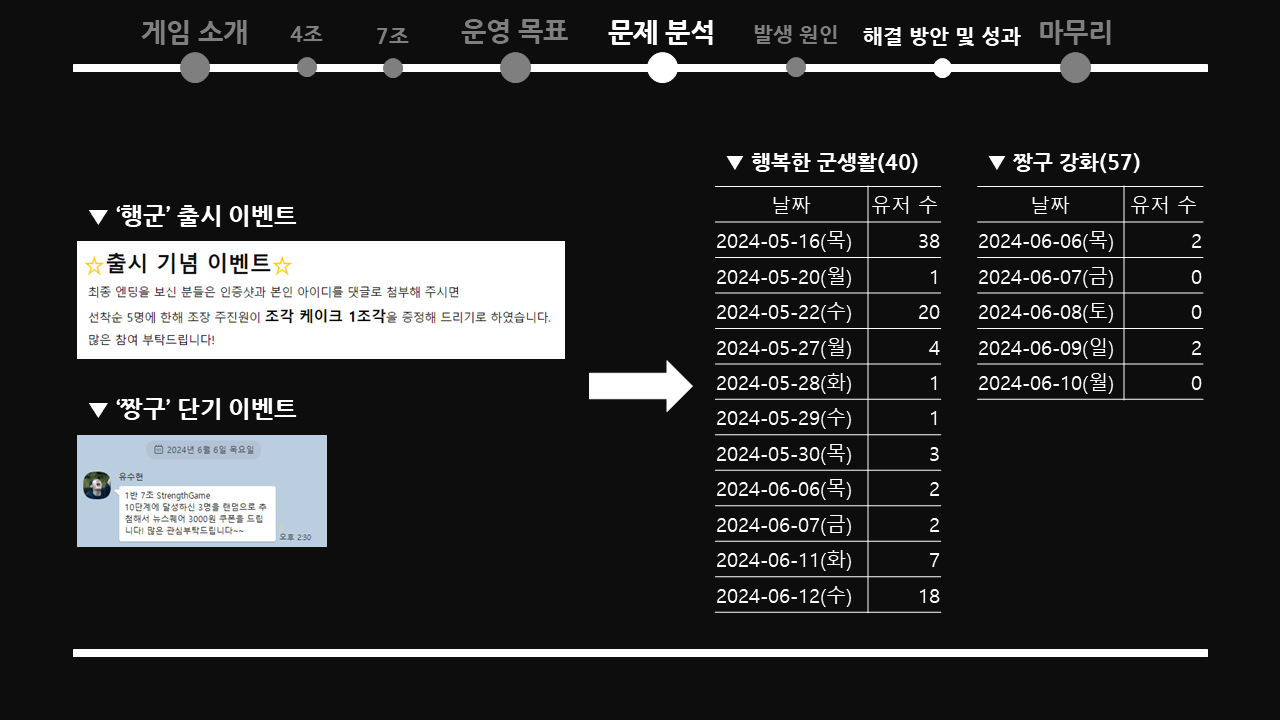 게임 소개
4조
7조
운영 목표
문제 분석
발생 원인
해결 방안 및 성과
마무리
▼ ‘행군’ 출시 이벤트
☆출시 기념 이벤트☆
최종 엔딩을 보신 분들은 인증샷과 본인 아이디를 댓글로 첨부해 주시면
선착순 5명에 한해 조장 주진원이 조각 케이크 1조각을 증정해 드리기로 하였습니다.
많은 참여 부탁드립니다!
▼ ‘짱구’ 단기 이벤트
2024년 6월 6일 목요일
유수현
1반 7조 StrengthGame
10단계에 달성하신 3명을 랜덤으로 추
첨해서 뉴스퀘어 3000원 쿠폰을 드립
니다! 많은 관심부탁드립니다~~
오후 2:30
▼ 행복한 군생활(40)
날짜 유저 수
2024-05-16(목) 38
2024-05-20(월) 1
2024-05-22(수) 20
2024-05-27(월) 4
2024-05-28(화) 1
2024-05-29(수) 1
2024-05-30(목) 3
2024-06-06(목) 2
2024-06-07(금) 2
2024-06-11(화) 7
2024-06-12(수) 18
▼ 짱구 강화(57)
날짜 유저 수
2024-06-06(목) 2
2024-06-07(금) 0
2024-06-08(토) 0
2024-06-09(일) 2
2024-06-10(월) 0